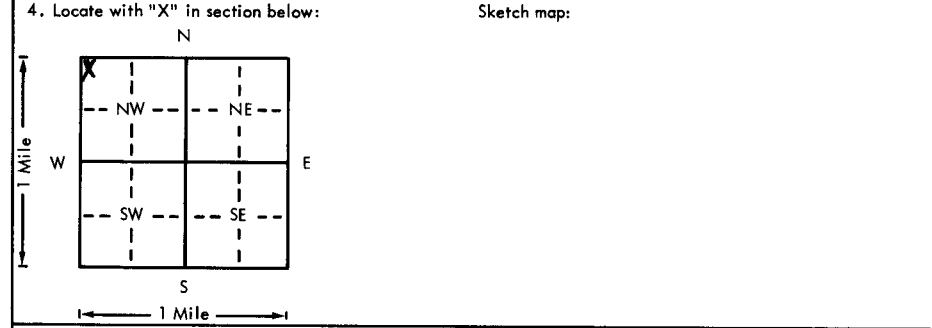 4. Locate with "X" in section below: Sketch map:
N
X
NW NE
1 Mile
W E
SW SE
S
1 Mile